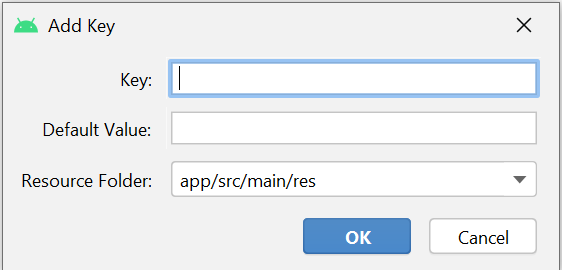 Add Key
Key:
Default Value:
Resource Folder: app/src/main/res
OK Cancel